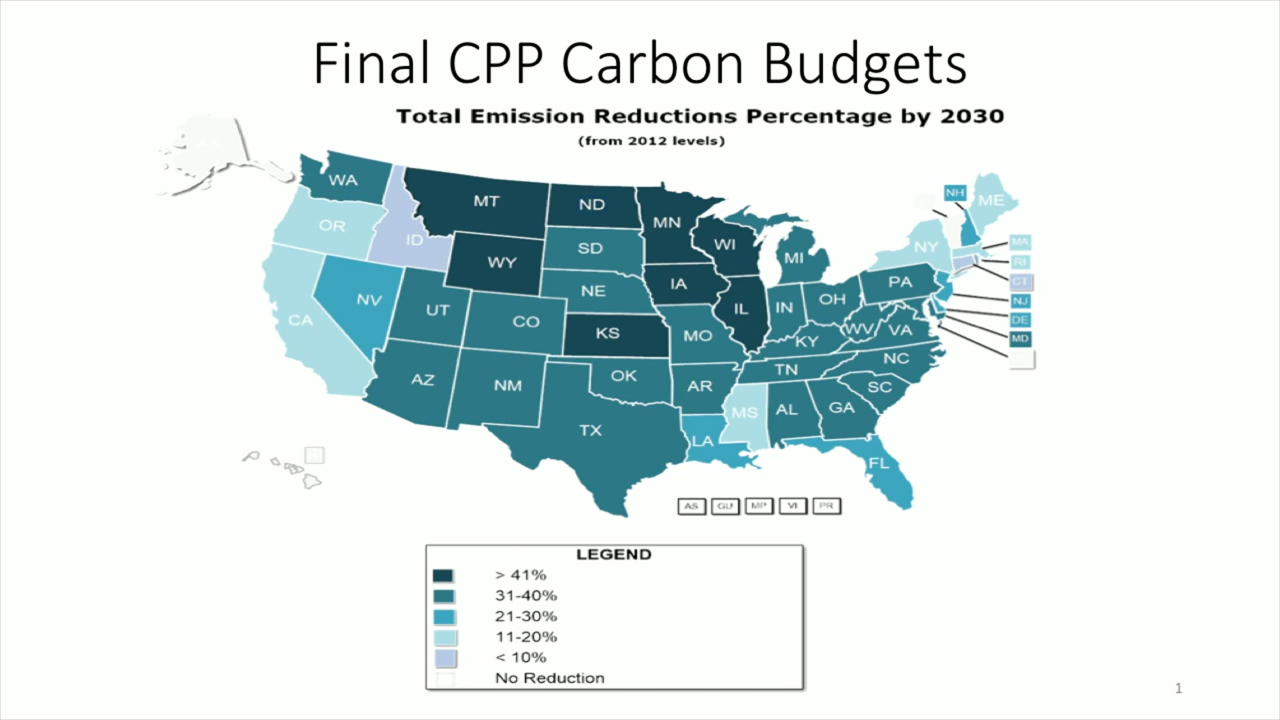 Final CPP Carbon Budgets
Total Emission Reductions Percentage by 2030
(from 2012 levels)
WA
MT
ND
MN
NH
ME
OR
ID
SD
WI
MI
NY
MA
RI
CT
WY
NE
IA
PA
NJ
DE
MD
NV
UT
CO
KS
MO
IL
IN
OH
WV
VA
KY
CA
AZ
NM
OK
AR
TN
NC
SC
MS
AL
GA
TX
LA
FL
HI
AS
GU
MP
VI
PR
LEGEND
> 41%
31-40%
21-30%
11-20%
< 10%
No Reduction
1